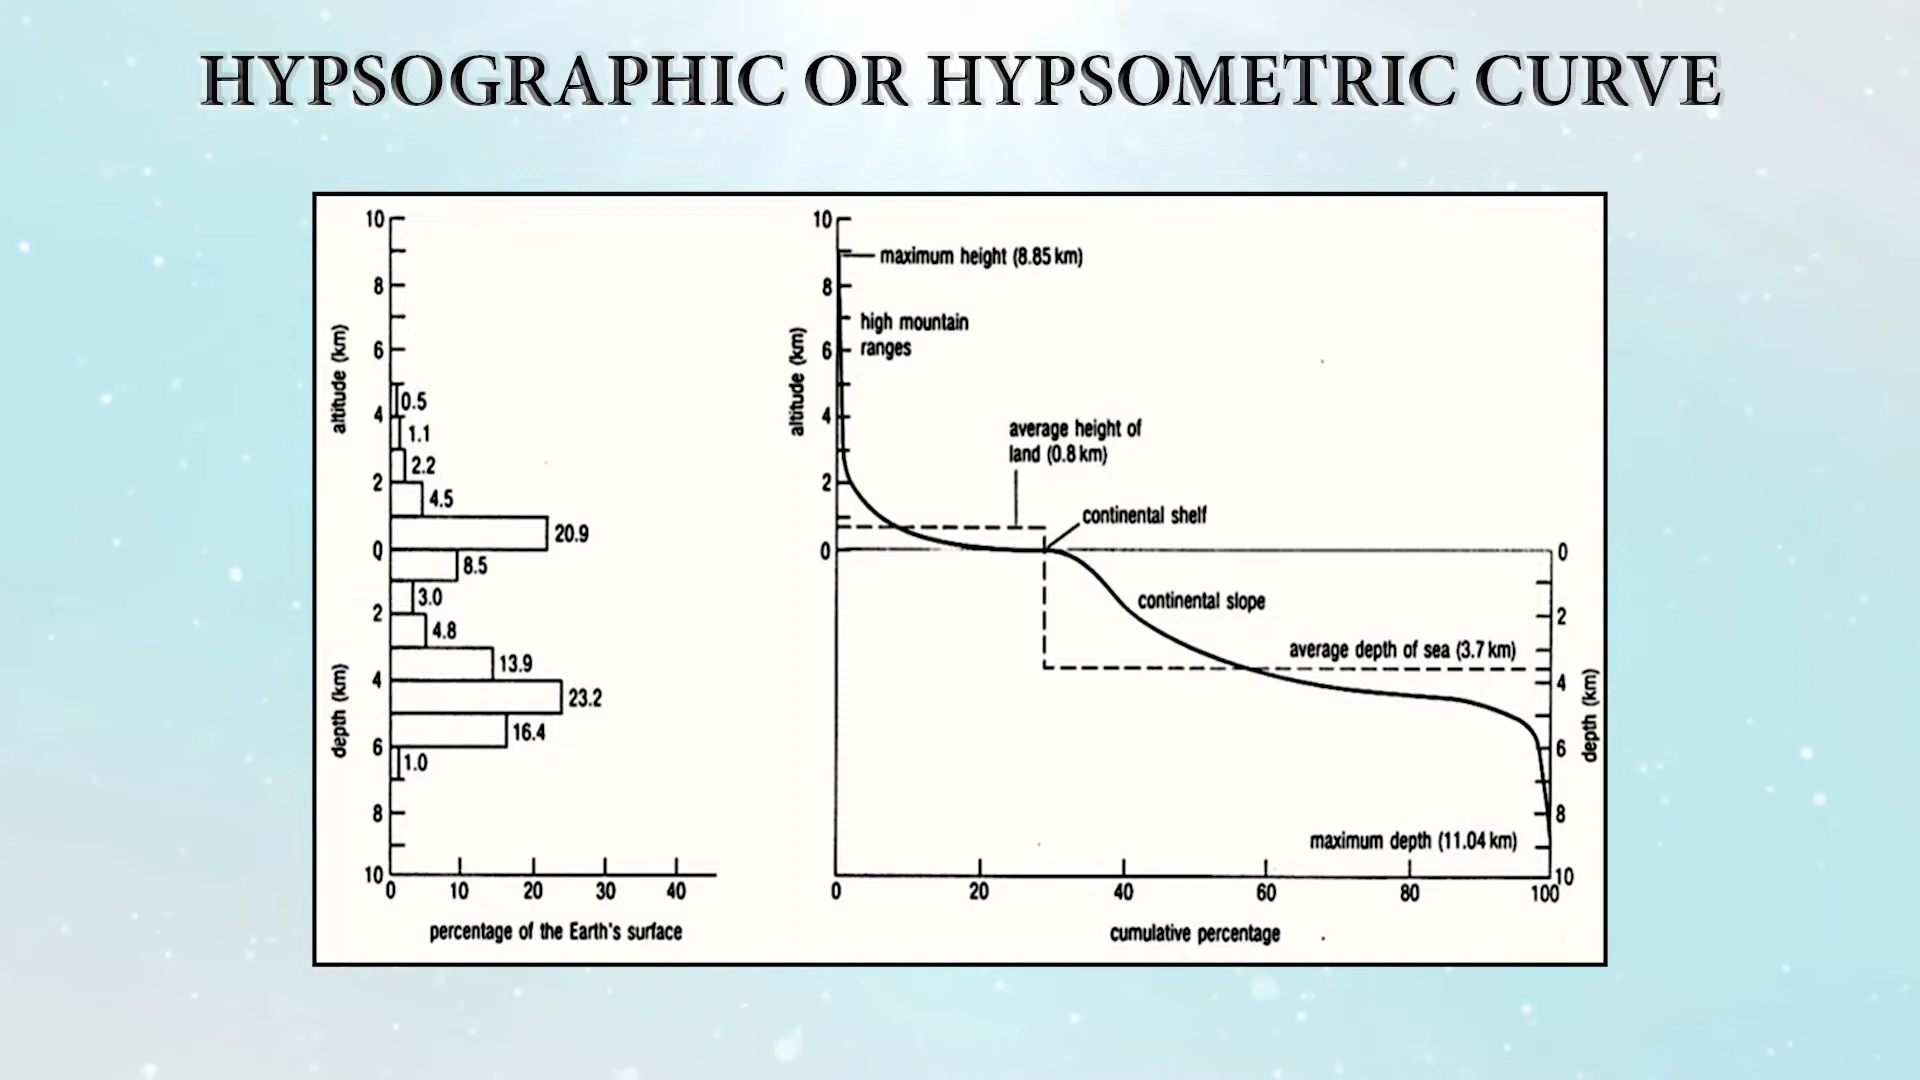 HYPSOGRAPHIC OR HYPSOMETRIC CURVE
10
8
6
4
2
0
2
4
6
8
10
altitude (km)
depth (km)
0.5
1.1
2.2
4.5
20.9
8.5
3.0
4.8
13.9
23.2
16.4
1.0
0 10 20 30 40
percentage of the Earth's surface
10
8
6
4
2
0
altitude (km)
maximum height (8.85 km)
high mountain
ranges
average height of
land (0.8 km)
continental shelf
continental slope
average depth of sea (3.7 km)
maximum depth (11.04 km)
0
2
4
6
8
10
depth (km)
0 20 40 60 80 100
cumulative percentage